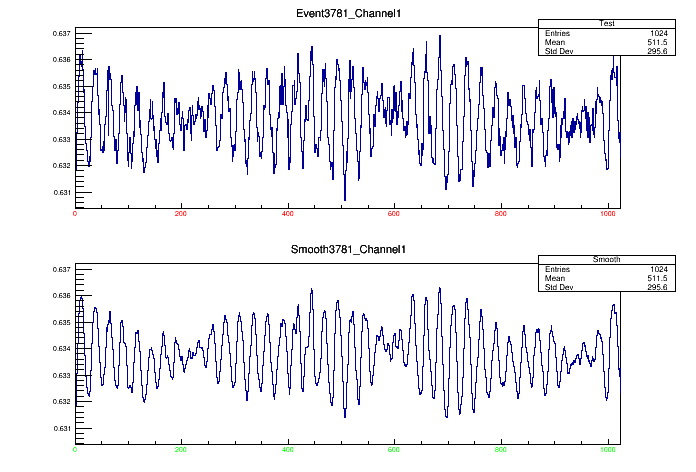 Event3781_Channel1
Test
Entries 1024
Mean 511.5
Std Dev 295.6
0.637
0.636
0.635
0.634
0.633
0.632
0.631
0 200 400 600 800 1000
Smooth3781_Channel1
Smooth
Entries 1024
Mean 511.5
Std Dev 295.6
0.637
0.636
0.635
0.634
0.633
0.632
0.631
0 200 400 600 800 1000